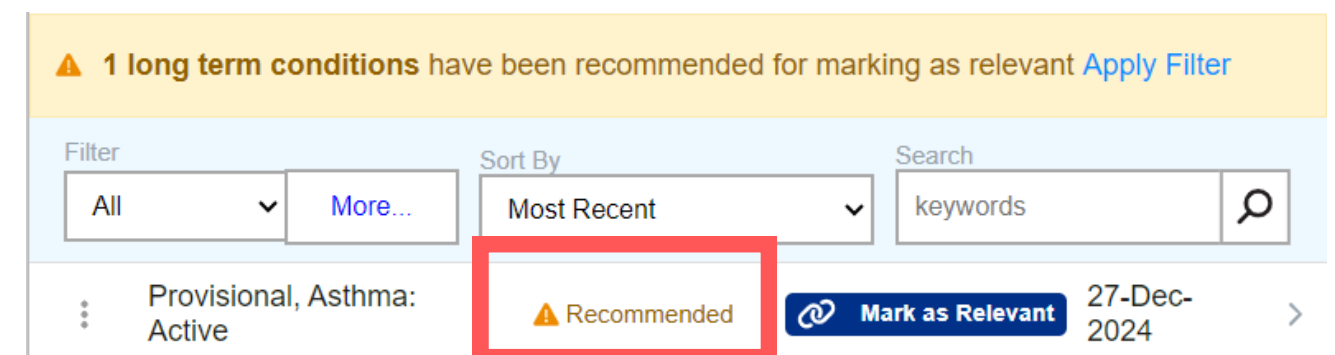 1 long term conditions have been recommended for marking as relevant Apply Filter
Filter
Sort By
Search
All
More...
Most Recent
keywords
Provisional, Asthma:
Active
Recommended
Mark as Relevant
27-Dec-
2024